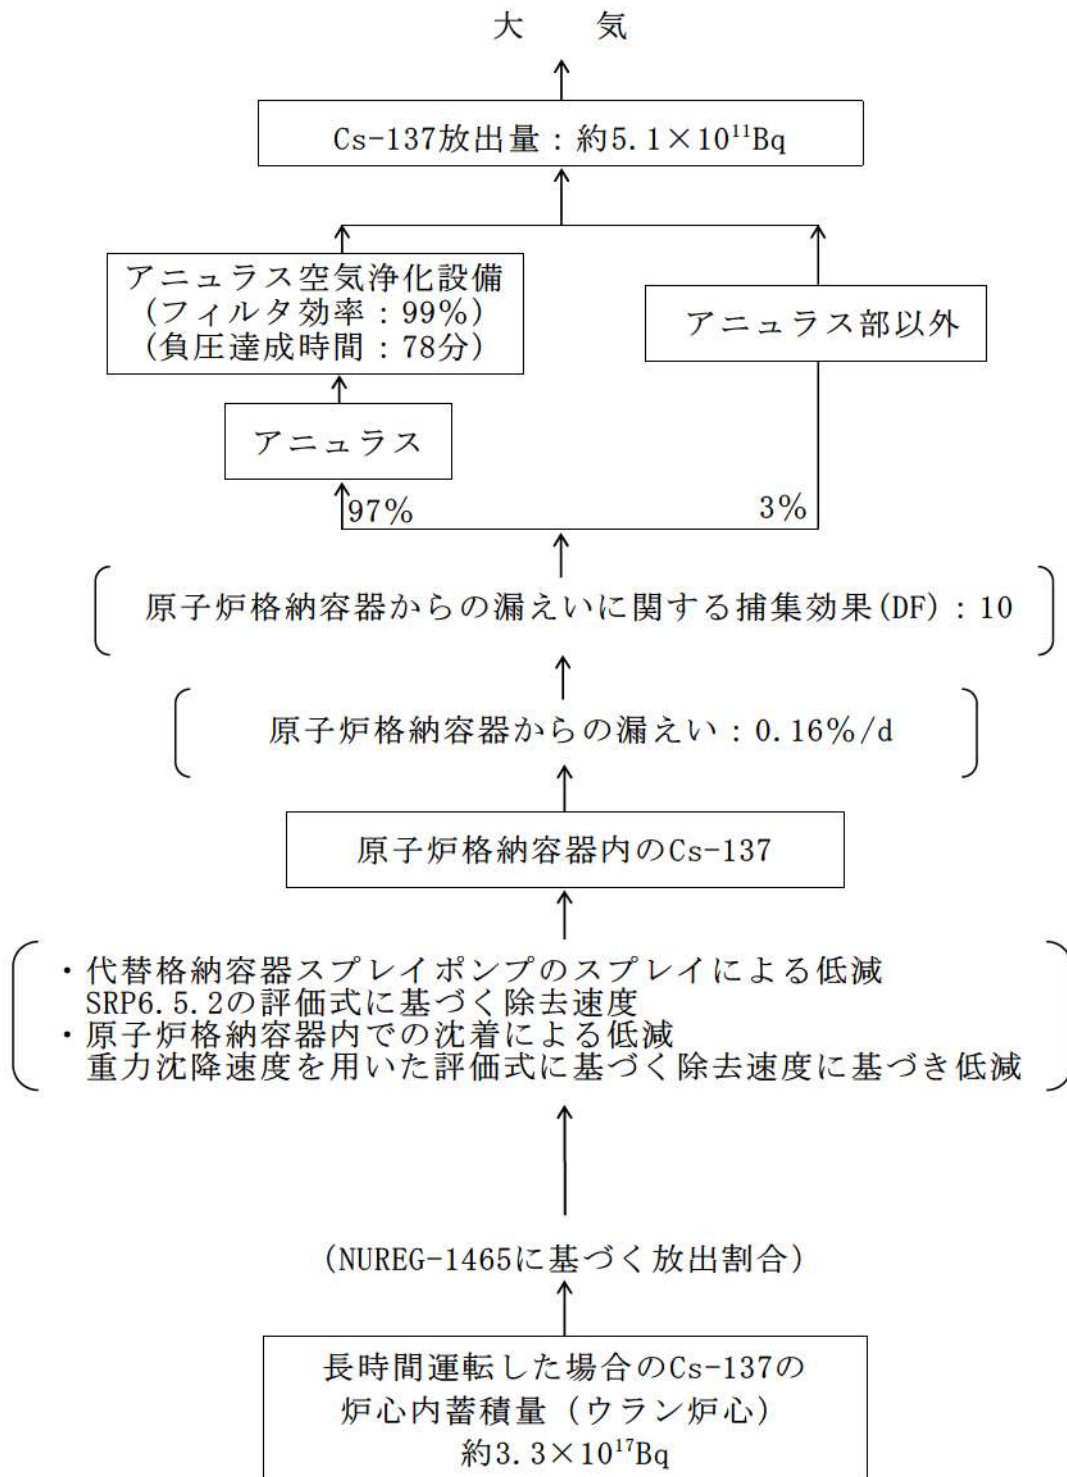 大　　気
Cs-137放出量：約5.1×10¹¹Bq
アニュラス空気浄化設備
(フィルタ効率：99%)
(負圧達成時間：78分)
アニュラス部以外
アニュラス
97%
3%
原子炉格納容器からの漏えいに関する捕集効果(DF)：10
原子炉格納容器からの漏えい：0.16%/d
原子炉格納容器内のCs-137
・代替格納容器スプレイポンプのスプレイによる低減
SRP6.5.2の評価式に基づく除去速度
・原子炉格納容器内での沈着による低減
重力沈降速度を用いた評価式に基づく除去速度に基づき低減
(NUREG-1465に基づく放出割合)
長時間運転した場合のCs-137の
炉心内蓄積量（ウラン炉心）
約3.3×10¹⁷Bq